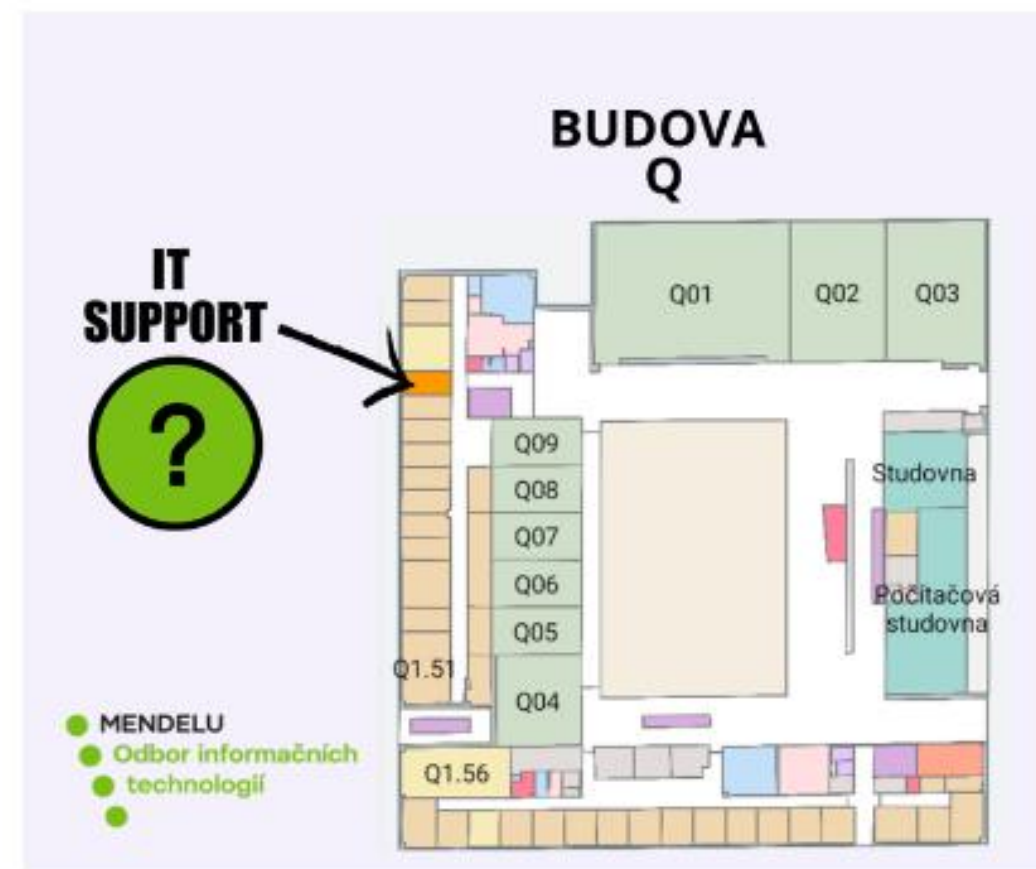 BUDOVA
Q
IT
SUPPORT
?
Q01
Q02
Q03
Q09
Q08
Q07
Q06
Q05
Q04
Studovna
Počítačová
studovna
Q1.51
Q1.56
MENDELU
Odbor informačních
technologií